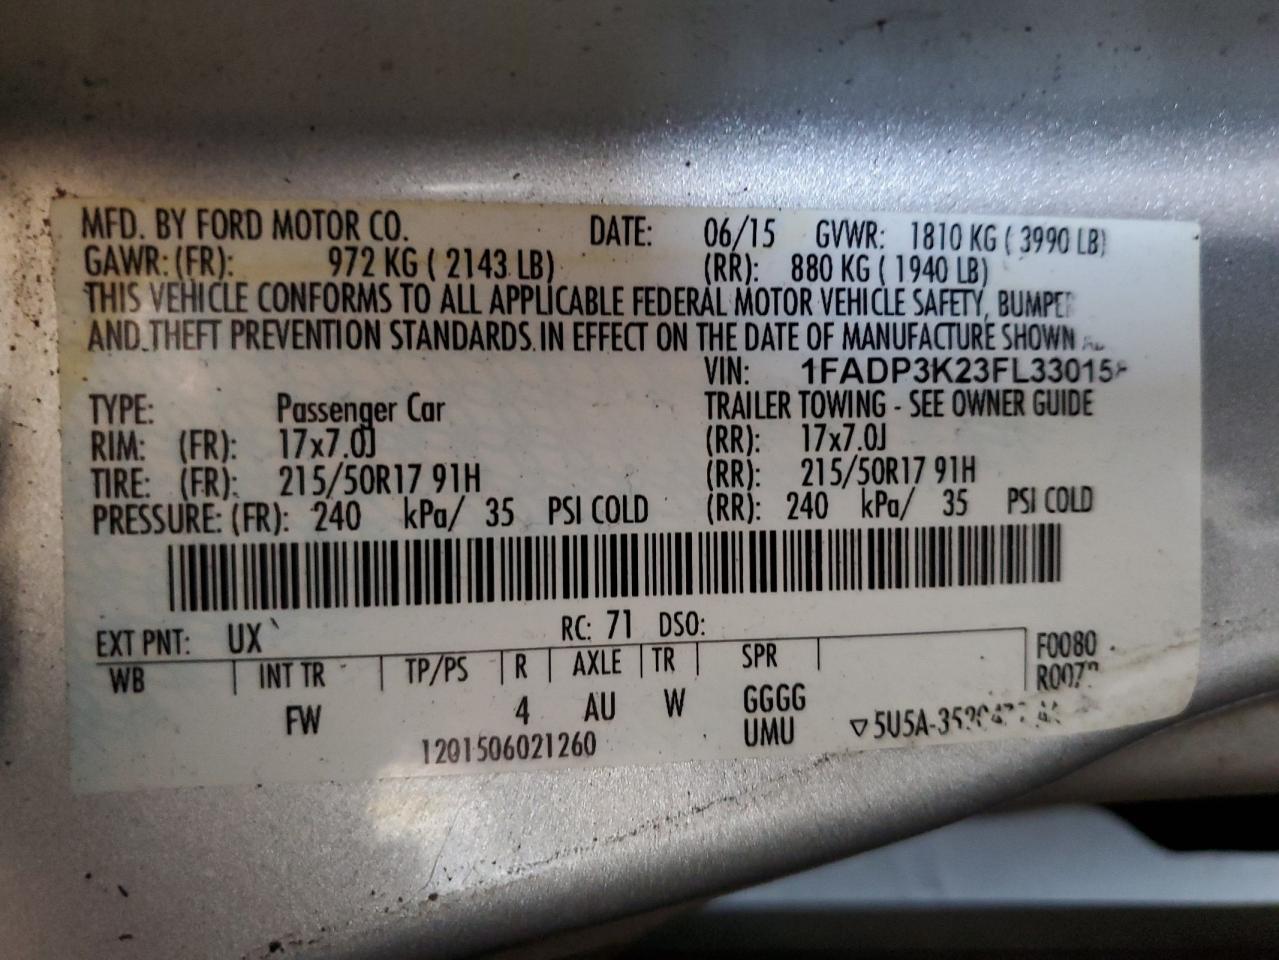 MFD. BY FORD MOTOR CO. DATE: 06/15 GVWR: 1810 KG ( 3990 LB)
GAWR: (FR): 972 KG ( 2143 LB) (RR): 880 KG ( 1940 LB)
THIS VEHICLE CONFORMS TO ALL APPLICABLE FEDERAL MOTOR VEHICLE SAFETY, BUMPER
AND THEFT PREVENTION STANDARDS IN EFFECT ON THE DATE OF MANUFACTURE SHOWN
VIN:
TYPE: Passenger Car TRAILER TOWING - SEE OWNER GUIDE
RIM: (FR): 17x7.0J (RR): 17x7.0J
TIRE: (FR): 215/50R17 91H (RR): 215/50R17 91H
PRESSURE: (FR): 240 kPa/ 35 PSI COLD (RR): 240 kPa/ 35 PSI COLD
EXT PNT: UX RC: 71 DSO:
WB INT TR TP/PS R AXLE TR SPR F0080
FW 4 AU W GGGG
1201506021260 UMU